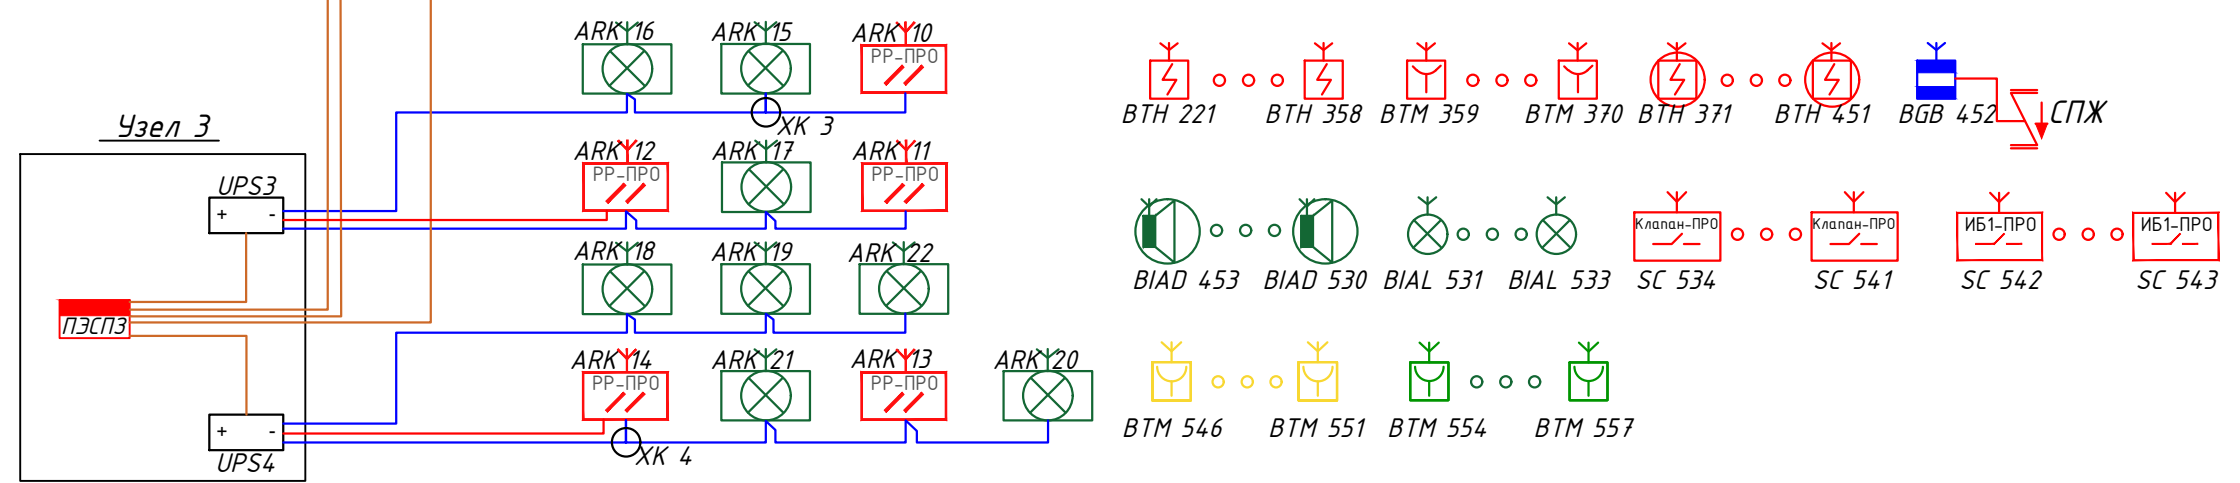 ARK 16 ARK 15 ARK 10
РР-ПРО
ХК 3
Узел 3
ARK 12 ARK 17 ARK 11
РР-ПРО РР-ПРО
UPS3
+ -
ARK 18 ARK 19 ARK 22
ПЭСПЗ
ARK 14 ARK 21 ARK 13 ARK 20
РР-ПРО РР-ПРО
+ -
UPS4
ХК 4
BTH 221 BTH 358 BTM 359 BTM 370 BTH 371 BTH 451 BGB 452 СПЖ
Клапан-ПРО Клапан-ПРО ИБ1-ПРО ИБ1-ПРО
BIAD 453 BIAD 530 BIAL 531 BIAL 533 SC 534 SC 541 SC 542 SC 543
BTM 546 BTM 551 BTM 554 BTM 557